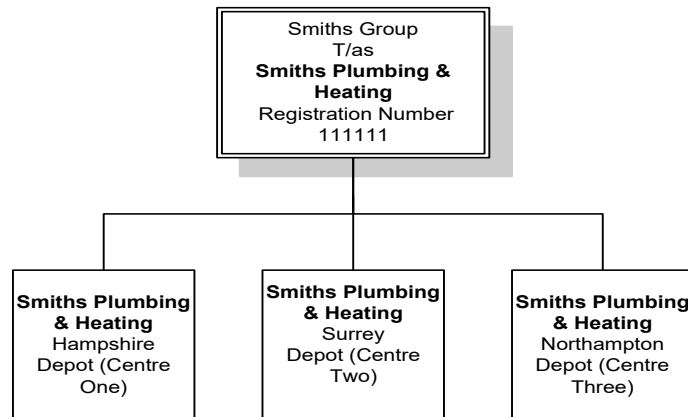 Smiths Group
T/as
Smiths Plumbing &
Heating
Registration Number
111111
Smiths Plumbing
& Heating
Hampshire
Depot (Centre
One)
Smiths Plumbing
& Heating
Surrey
Depot (Centre
Two)
Smiths Plumbing
& Heating
Northampton
Depot (Centre
Three)